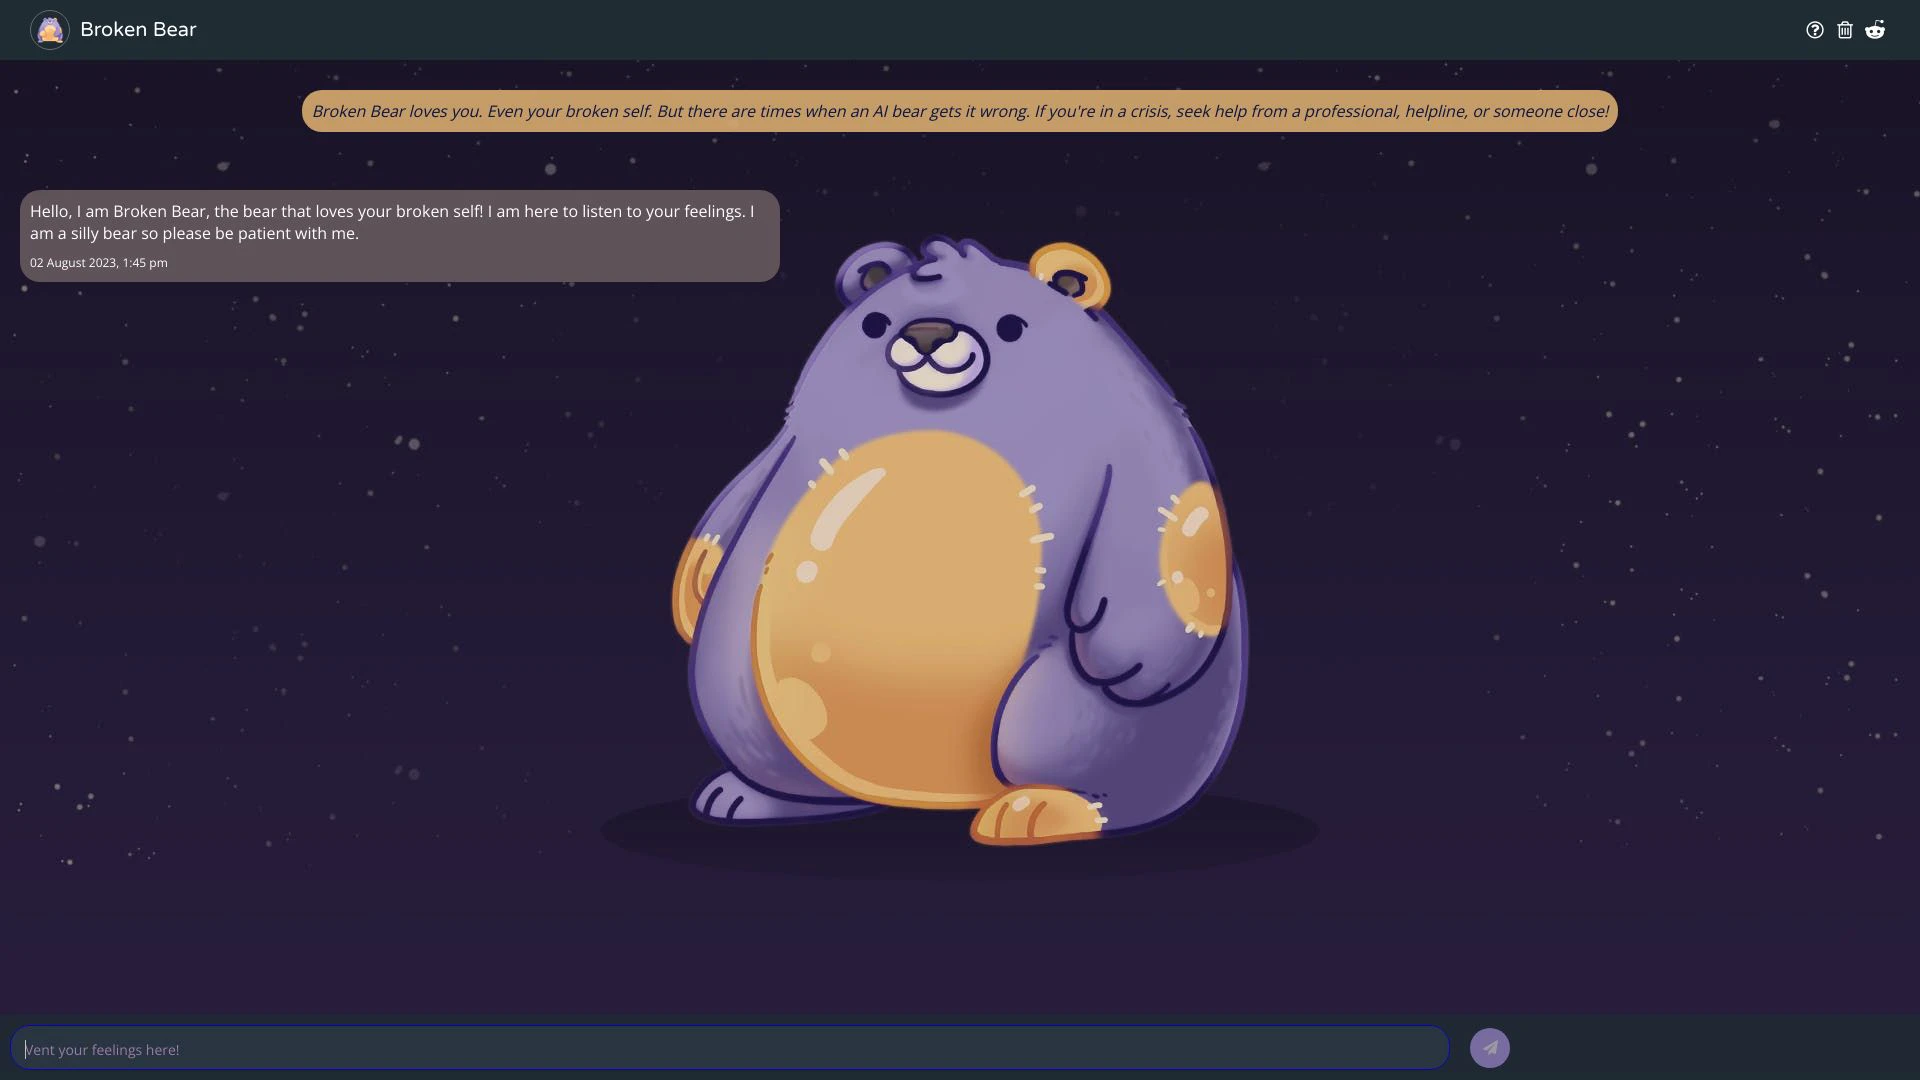 Broken Bear
Broken Bear loves you. Even your broken self. But there are times when an AI bear gets it wrong. If you're in a crisis, seek help from a professional, helpline, or someone close!
Hello, I am Broken Bear, the bear that loves your broken self! I am here to listen to your feelings. I
am a silly bear so please be patient with me.
02 August 2023, 1:45 pm
Vent your feelings here!